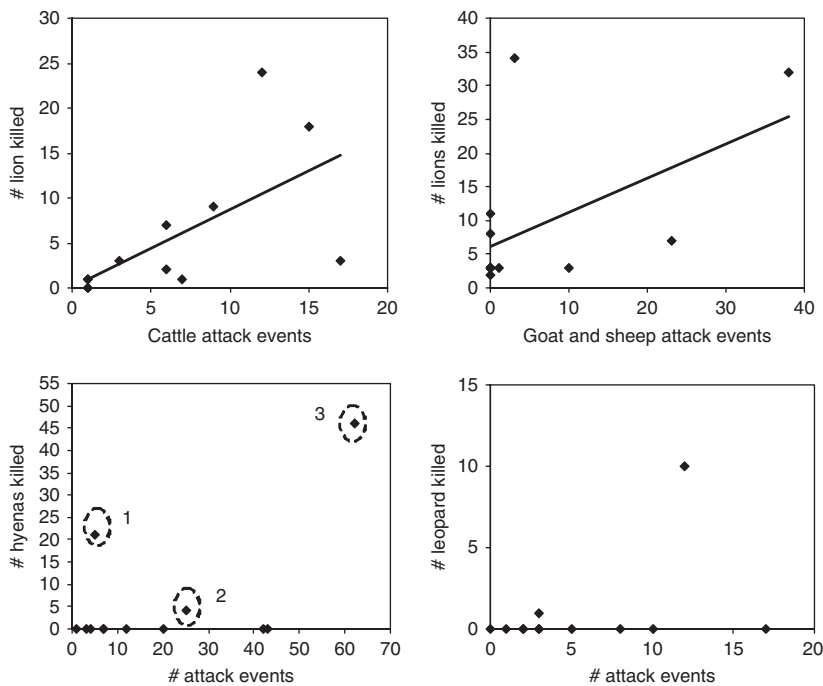 30
25
20
15
10
5
0
# lion killed
0 5 10 15 20
Cattle attack events
40
35
30
25
20
15
10
5
0
# lions killed
0 10 20 30 40
Goat and sheep attack events
55
50
45
40
35
30
25
20
15
10
5
0
# hyenas killed
3
1
2
0 10 20 30 40 50 60 70
# attack events
15
10
5
0
# leopard killed
0 5 10 15 20
# attack events